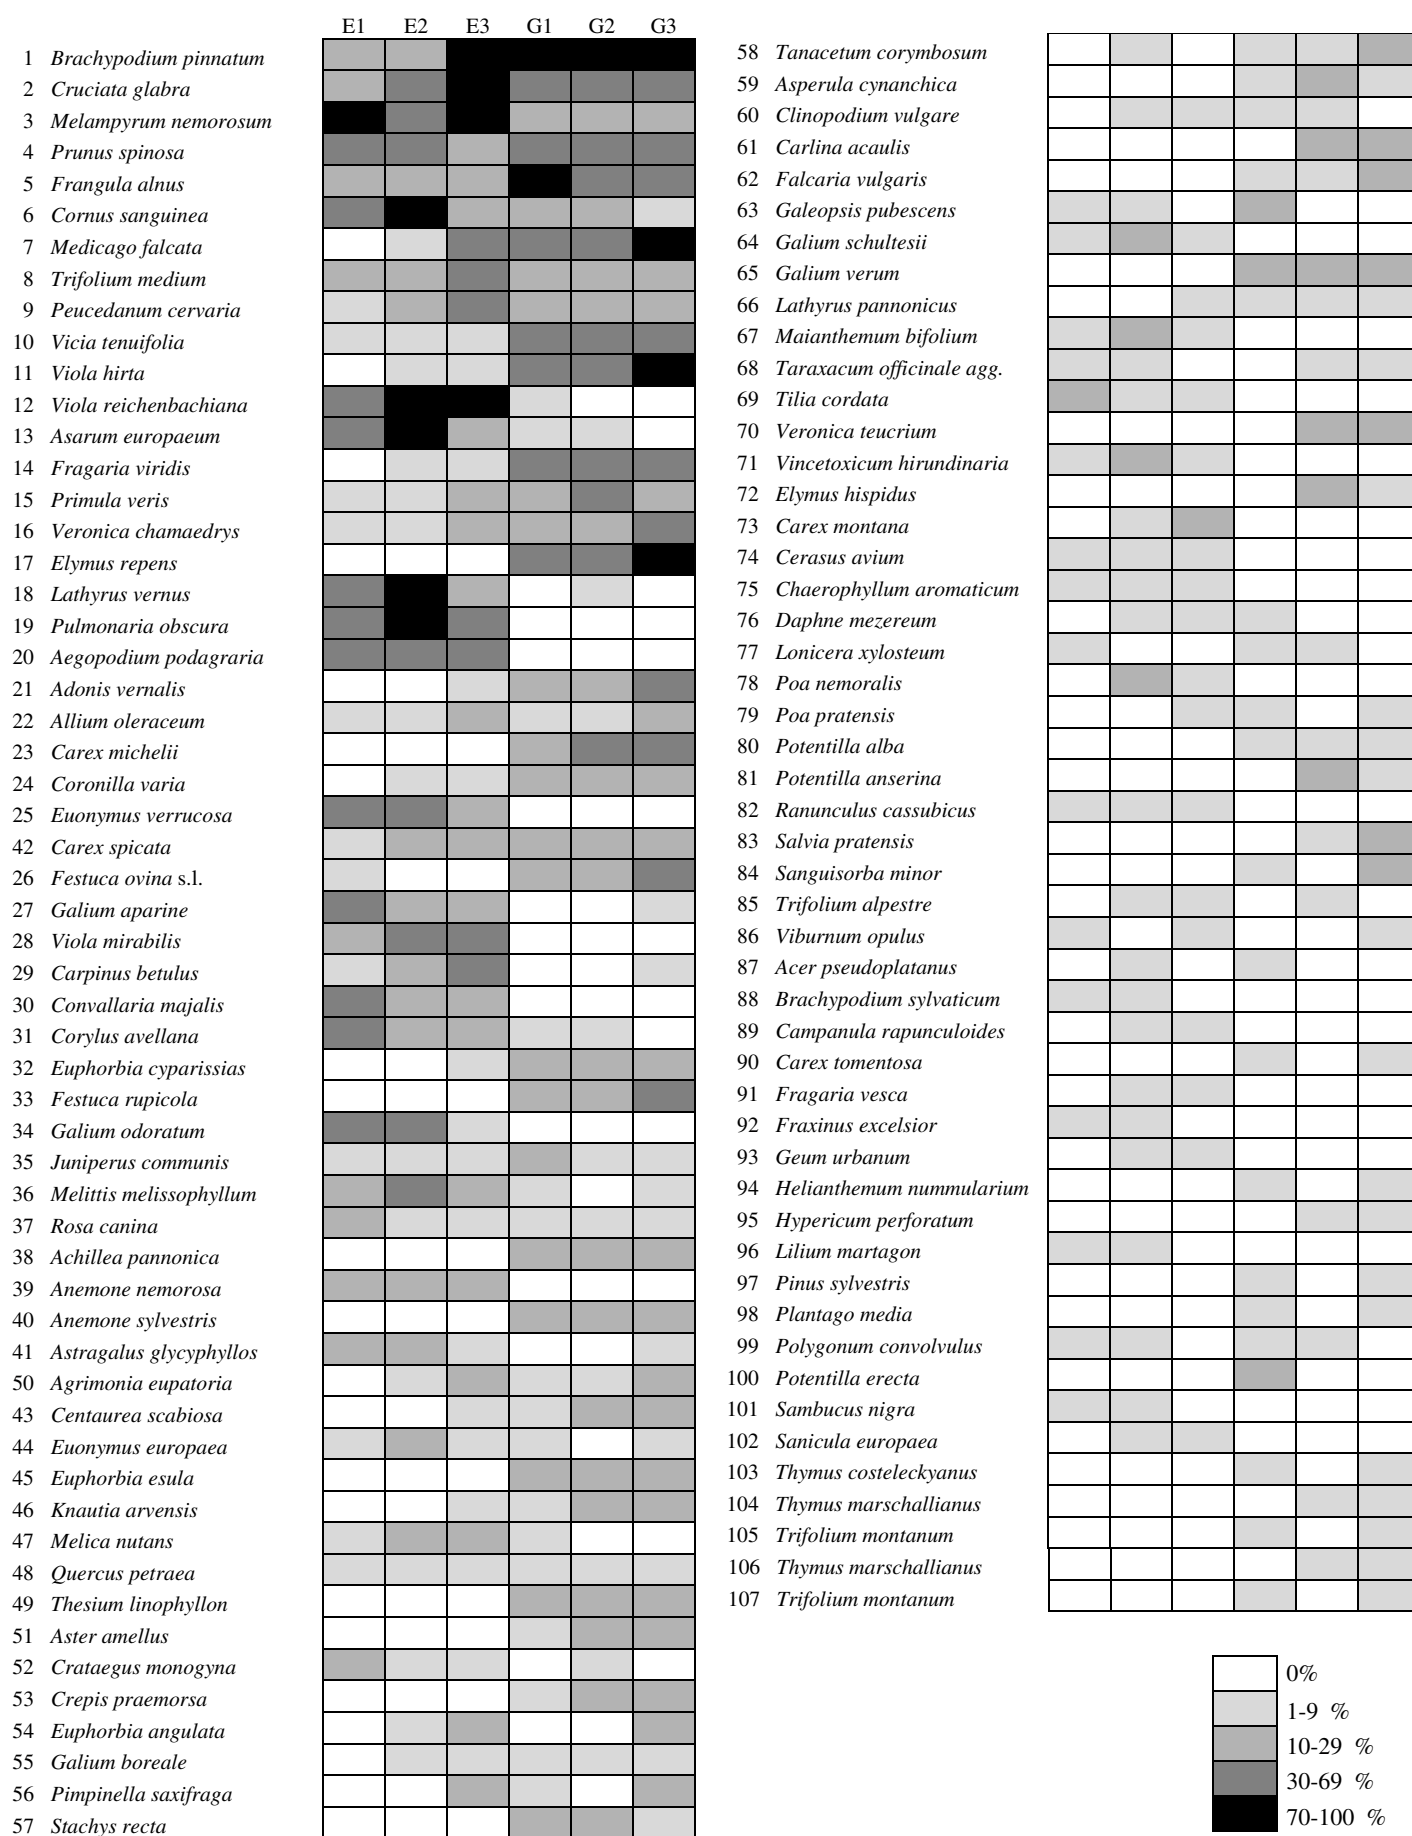 E1 E2 E3 G1 G2 G3
1 Brachypodium pinnatum
2 Cruciata glabra
3 Melampyrum nemorosum
4 Prunus spinosa
5 Frangula alnus
6 Cornus sanguinea
7 Medicago falcata
8 Trifolium medium
9 Peucedanum cervaria
10 Vicia tenuifolia
11 Viola hirta
12 Viola reichenbachiana
13 Asarum europaeum
14 Fragaria viridis
15 Primula veris
16 Veronica chamaedrys
17 Elymus repens
18 Lathyrus vernus
19 Pulmonaria obscura
20 Aegopodium podagraria
21 Adonis vernalis
22 Allium oleraceum
23 Carex michelii
24 Coronilla varia
25 Euonymus verrucosa
42 Carex spicata
26 Festuca ovina s.l.
27 Galium aparine
28 Viola mirabilis
29 Carpinus betulus
30 Convallaria majalis
31 Corylus avellana
32 Euphorbia cyparissias
33 Festuca rupicola
34 Galium odoratum
35 Juniperus communis
36 Melittis melissophyllum
37 Rosa canina
38 Achillea pannonica
39 Anemone nemorosa
40 Anemone sylvestris
41 Astragalus glycyphyllos
50 Agrimonia eupatoria
43 Centaurea scabiosa
44 Euonymus europaea
45 Euphorbia esula
46 Knautia arvensis
47 Melica nutans
48 Quercus petraea
49 Thesium linophyllon
51 Aster amellus
52 Crataegus monogyna
53 Crepis praemorsa
54 Euphorbia angulata
55 Galium boreale
56 Pimpinella saxifraga
57 Stachys recta
58 Tanacetum corymbosum
59 Asperula cynanchica
60 Clinopodium vulgare
61 Carlina acaulis
62 Falcaria vulgaris
63 Galeopsis pubescens
64 Galium schultesii
65 Galium verum
66 Lathyrus pannonicus
67 Maianthemum bifolium
68 Taraxacum officinale agg.
69 Tilia cordata
70 Veronica teucrium
71 Vincetoxicum hirundinaria
72 Elymus hispidus
73 Carex montana
74 Cerasus avium
75 Chaerophyllum aromaticum
76 Daphne mezereum
77 Lonicera xylosteum
78 Poa nemoralis
79 Poa pratensis
80 Potentilla alba
81 Potentilla anserina
82 Ranunculus cassubicus
83 Salvia pratensis
84 Sanguisorba minor
85 Trifolium alpestre
86 Viburnum opulus
87 Acer pseudoplatanus
88 Brachypodium sylvaticum
89 Campanula rapunculoides
90 Carex tomentosa
91 Fragaria vesca
92 Fraxinus excelsior
93 Geum urbanum
94 Helianthemum nummularium
95 Hypericum perforatum
96 Lilium martagon
97 Pinus sylvestris
98 Plantago media
99 Polygonum convolvulus
100 Potentilla erecta
101 Sambucus nigra
102 Sanicula europaea
103 Thymus costeleckyanus
104 Thymus marschallianus
105 Trifolium montanum
106 Thymus marschallianus
107 Trifolium montanum
0%
1-9 %
10-29 %
30-69 %
70-100 %